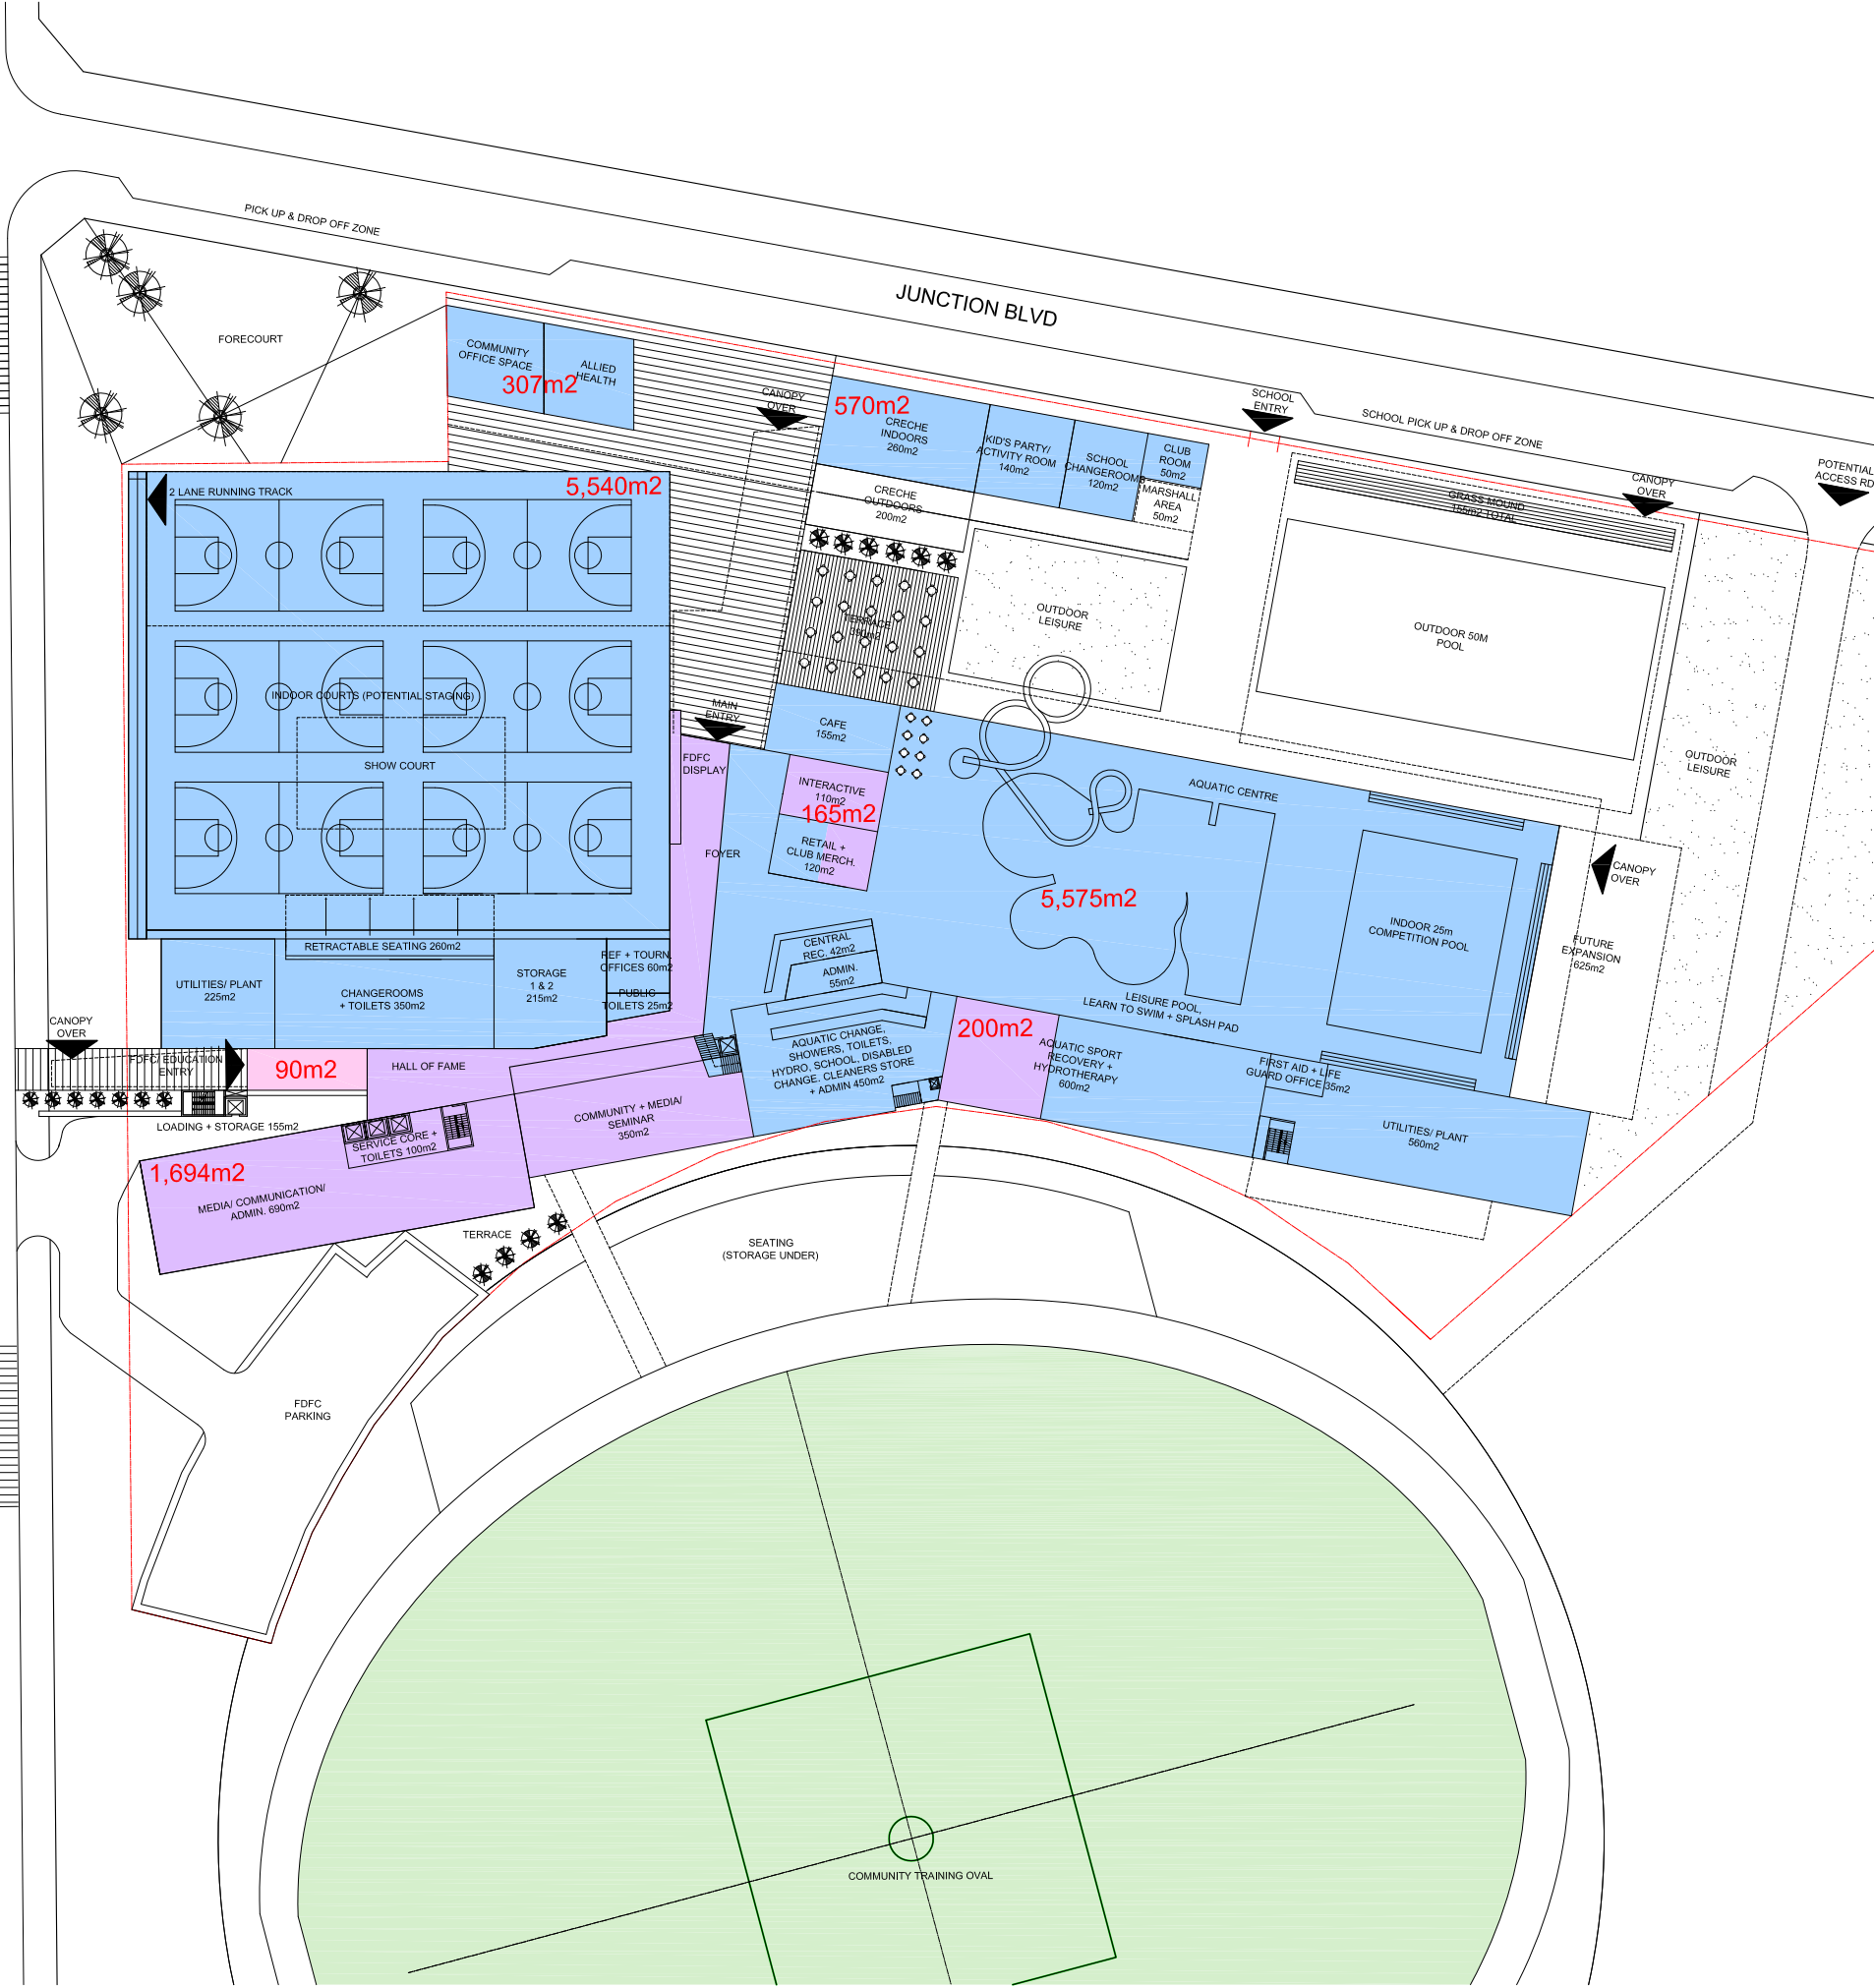 PICK UP & DROP OFF ZONE
JUNCTION BLVD
FORECOURT
COMMUNITY
OFFICE SPACE
ALLIED
HEALTH
307m2
CANOPY
OVER
570m2
CRECHE
INDOORS
260m2
KID'S PARTY/
ACTIVITY ROOM
140m2
SCHOOL
CHANGEROOMS
120m2
CLUB
ROOM
50m2
MARSHALL
AREA
50m2
SCHOOL
ENTRY
SCHOOL PICK UP & DROP OFF ZONE
CANOPY
OVER
POTENTIAL
ACCESS RD
GRASS MOUND
155m2 TOTAL
CRECHE
OUTDOORS
200m2
2 LANE RUNNING TRACK
5,540m2
OUTDOOR
LEISURE
TERRACE
OUTDOOR 50M
POOL
INDOOR COURTS (POTENTIAL STAGING)
SHOW COURT
MAIN
ENTRY
CAFE
155m2
FDFC
DISPLAY
INTERACTIVE
110m2
165m2
RETAIL +
CLUB MERCH.
120m2
FOYER
AQUATIC CENTRE
OUTDOOR
LEISURE
5,575m2
CANOPY
OVER
INDOOR 25m
COMPETITION POOL
FUTURE
EXPANSION
625m2
RETRACTABLE SEATING 260m2
CENTRAL
REC. 42m2
ADMIN.
55m2
UTILITIES/ PLANT
225m2
CHANGEROOMS
+ TOILETS 350m2
STORAGE
1 & 2
215m2
REF + TOURN.
OFFICES 60m2
PUBLIC
TOILETS 25m2
LEISURE POOL,
LEARN TO SWIM + SPLASH PAD
CANOPY
OVER
FDFC/ EDUCATION
ENTRY
90m2
HALL OF FAME
AQUATIC CHANGE,
SHOWERS, TOILETS,
HYDRO, SCHOOL, DISABLED
CHANGE, CLEANERS STORE
+ ADMIN 450m2
200m2
AQUATIC SPORT
RECOVERY +
HYDROTHERAPY
600m2
FIRST AID + LIFE
GUARD OFFICE 35m2
LOADING + STORAGE 155m2
SERVICE CORE +
TOILETS 100m2
COMMUNITY + MEDIA/
SEMINAR
350m2
UTILITIES/ PLANT
560m2
1,694m2
MEDIA/ COMMUNICATION/
ADMIN. 690m2
TERRACE
SEATING
(STORAGE UNDER)
FDFC
PARKING
COMMUNITY TRAINING OVAL